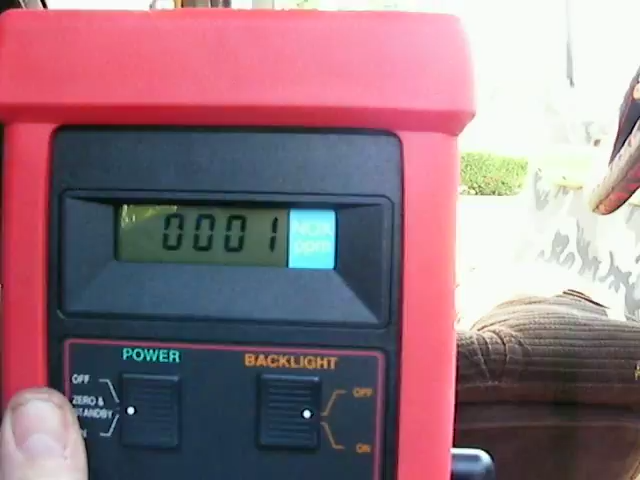 0001
NOX
ppm
POWER
BACKLIGHT
OFF
ZERO &
STANDBY
OFF
ON